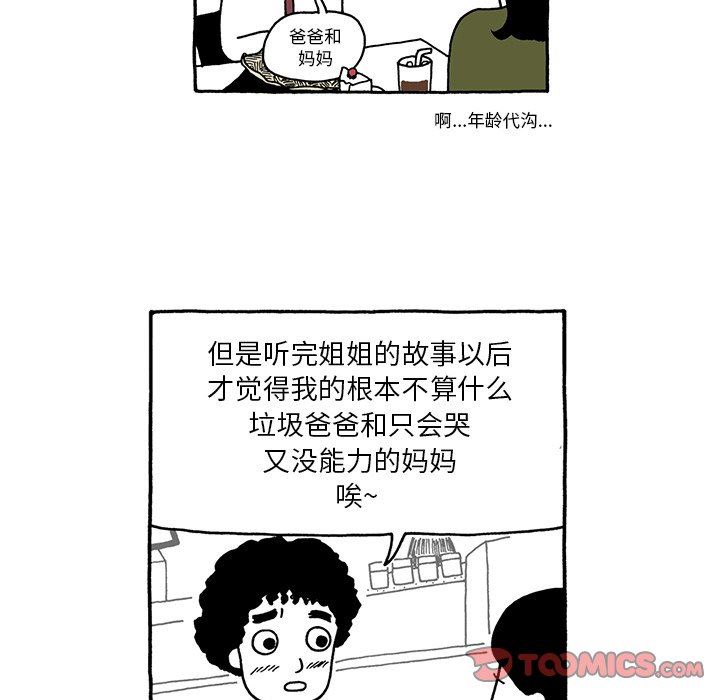 爸爸和
妈妈
啊...年龄代沟...
但是听完姐姐的故事以后
才觉得我的根本不算什么
垃圾爸爸和只会哭
又没能力的妈妈
唉~
TOOMICS.COM